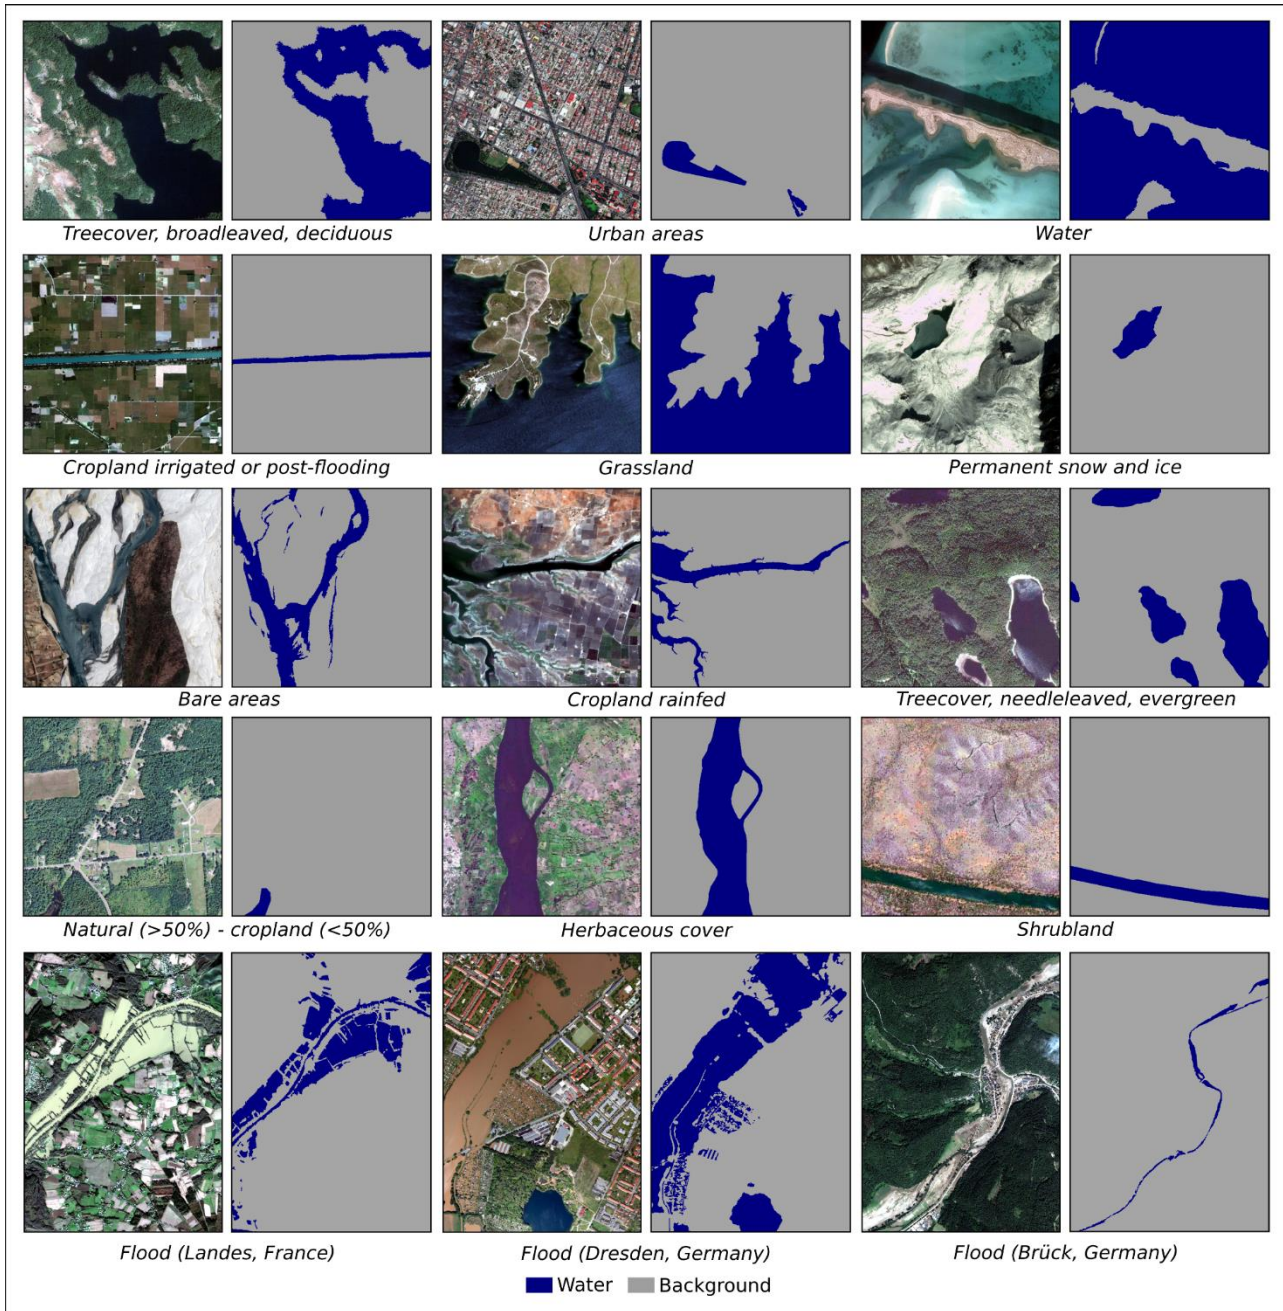 Treecover, broadleaved, deciduous
Urban areas
Water
Cropland irrigated or post-flooding
Grassland
Permanent snow and ice
Bare areas
Cropland rainfed
Treecover, needleleaved, evergreen
Natural (>50%) - cropland (<50%)
Herbaceous cover
Shrubland
Flood (Landes, France)
Flood (Dresden, Germany)
Flood (Brück, Germany)
Water
Background